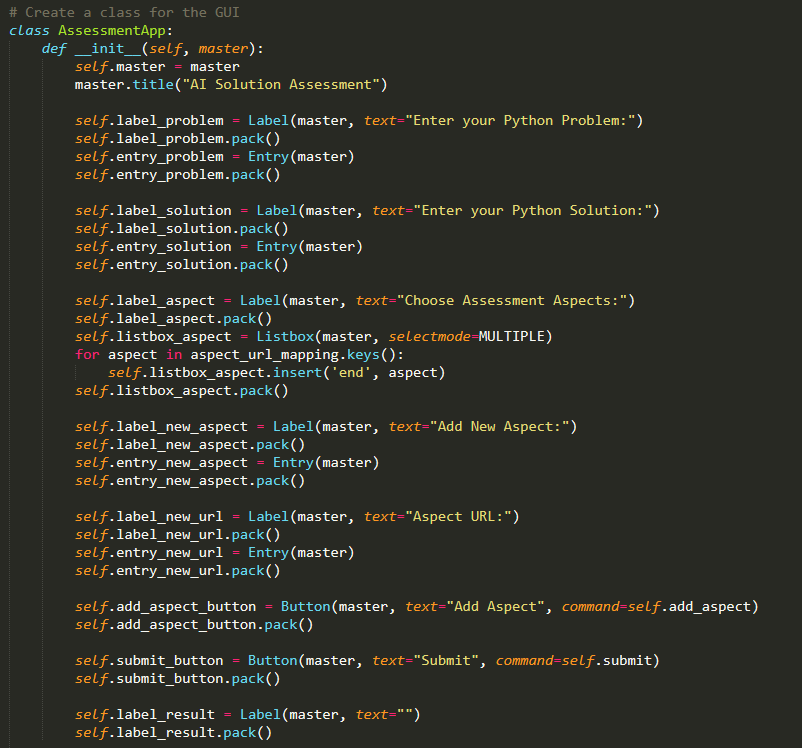 # Create a class for the GUI
class AssessmentApp:
    def __init__(self, master):
        self.master = master
        master.title("AI Solution Assessment")

        self.label_problem = Label(master, text="Enter your Python Problem:")
        self.label_problem.pack()
        self.entry_problem = Entry(master)
        self.entry_problem.pack()

        self.label_solution = Label(master, text="Enter your Python Solution:")
        self.label_solution.pack()
        self.entry_solution = Entry(master)
        self.entry_solution.pack()

        self.label_aspect = Label(master, text="Choose Assessment Aspects:")
        self.label_aspect.pack()
        self.listbox_aspect = Listbox(master, selectmode=MULTIPLE)
        for aspect in aspect_url_mapping.keys():
            self.listbox_aspect.insert('end', aspect)
        self.listbox_aspect.pack()

        self.label_new_aspect = Label(master, text="Add New Aspect:")
        self.label_new_aspect.pack()
        self.entry_new_aspect = Entry(master)
        self.entry_new_aspect.pack()

        self.label_new_url = Label(master, text="Aspect URL:")
        self.label_new_url.pack()
        self.entry_new_url = Entry(master)
        self.entry_new_url.pack()

        self.add_aspect_button = Button(master, text="Add Aspect", command=self.add_aspect)
        self.add_aspect_button.pack()

        self.submit_button = Button(master, text="Submit", command=self.submit)
        self.submit_button.pack()

        self.label_result = Label(master, text="")
        self.label_result.pack()